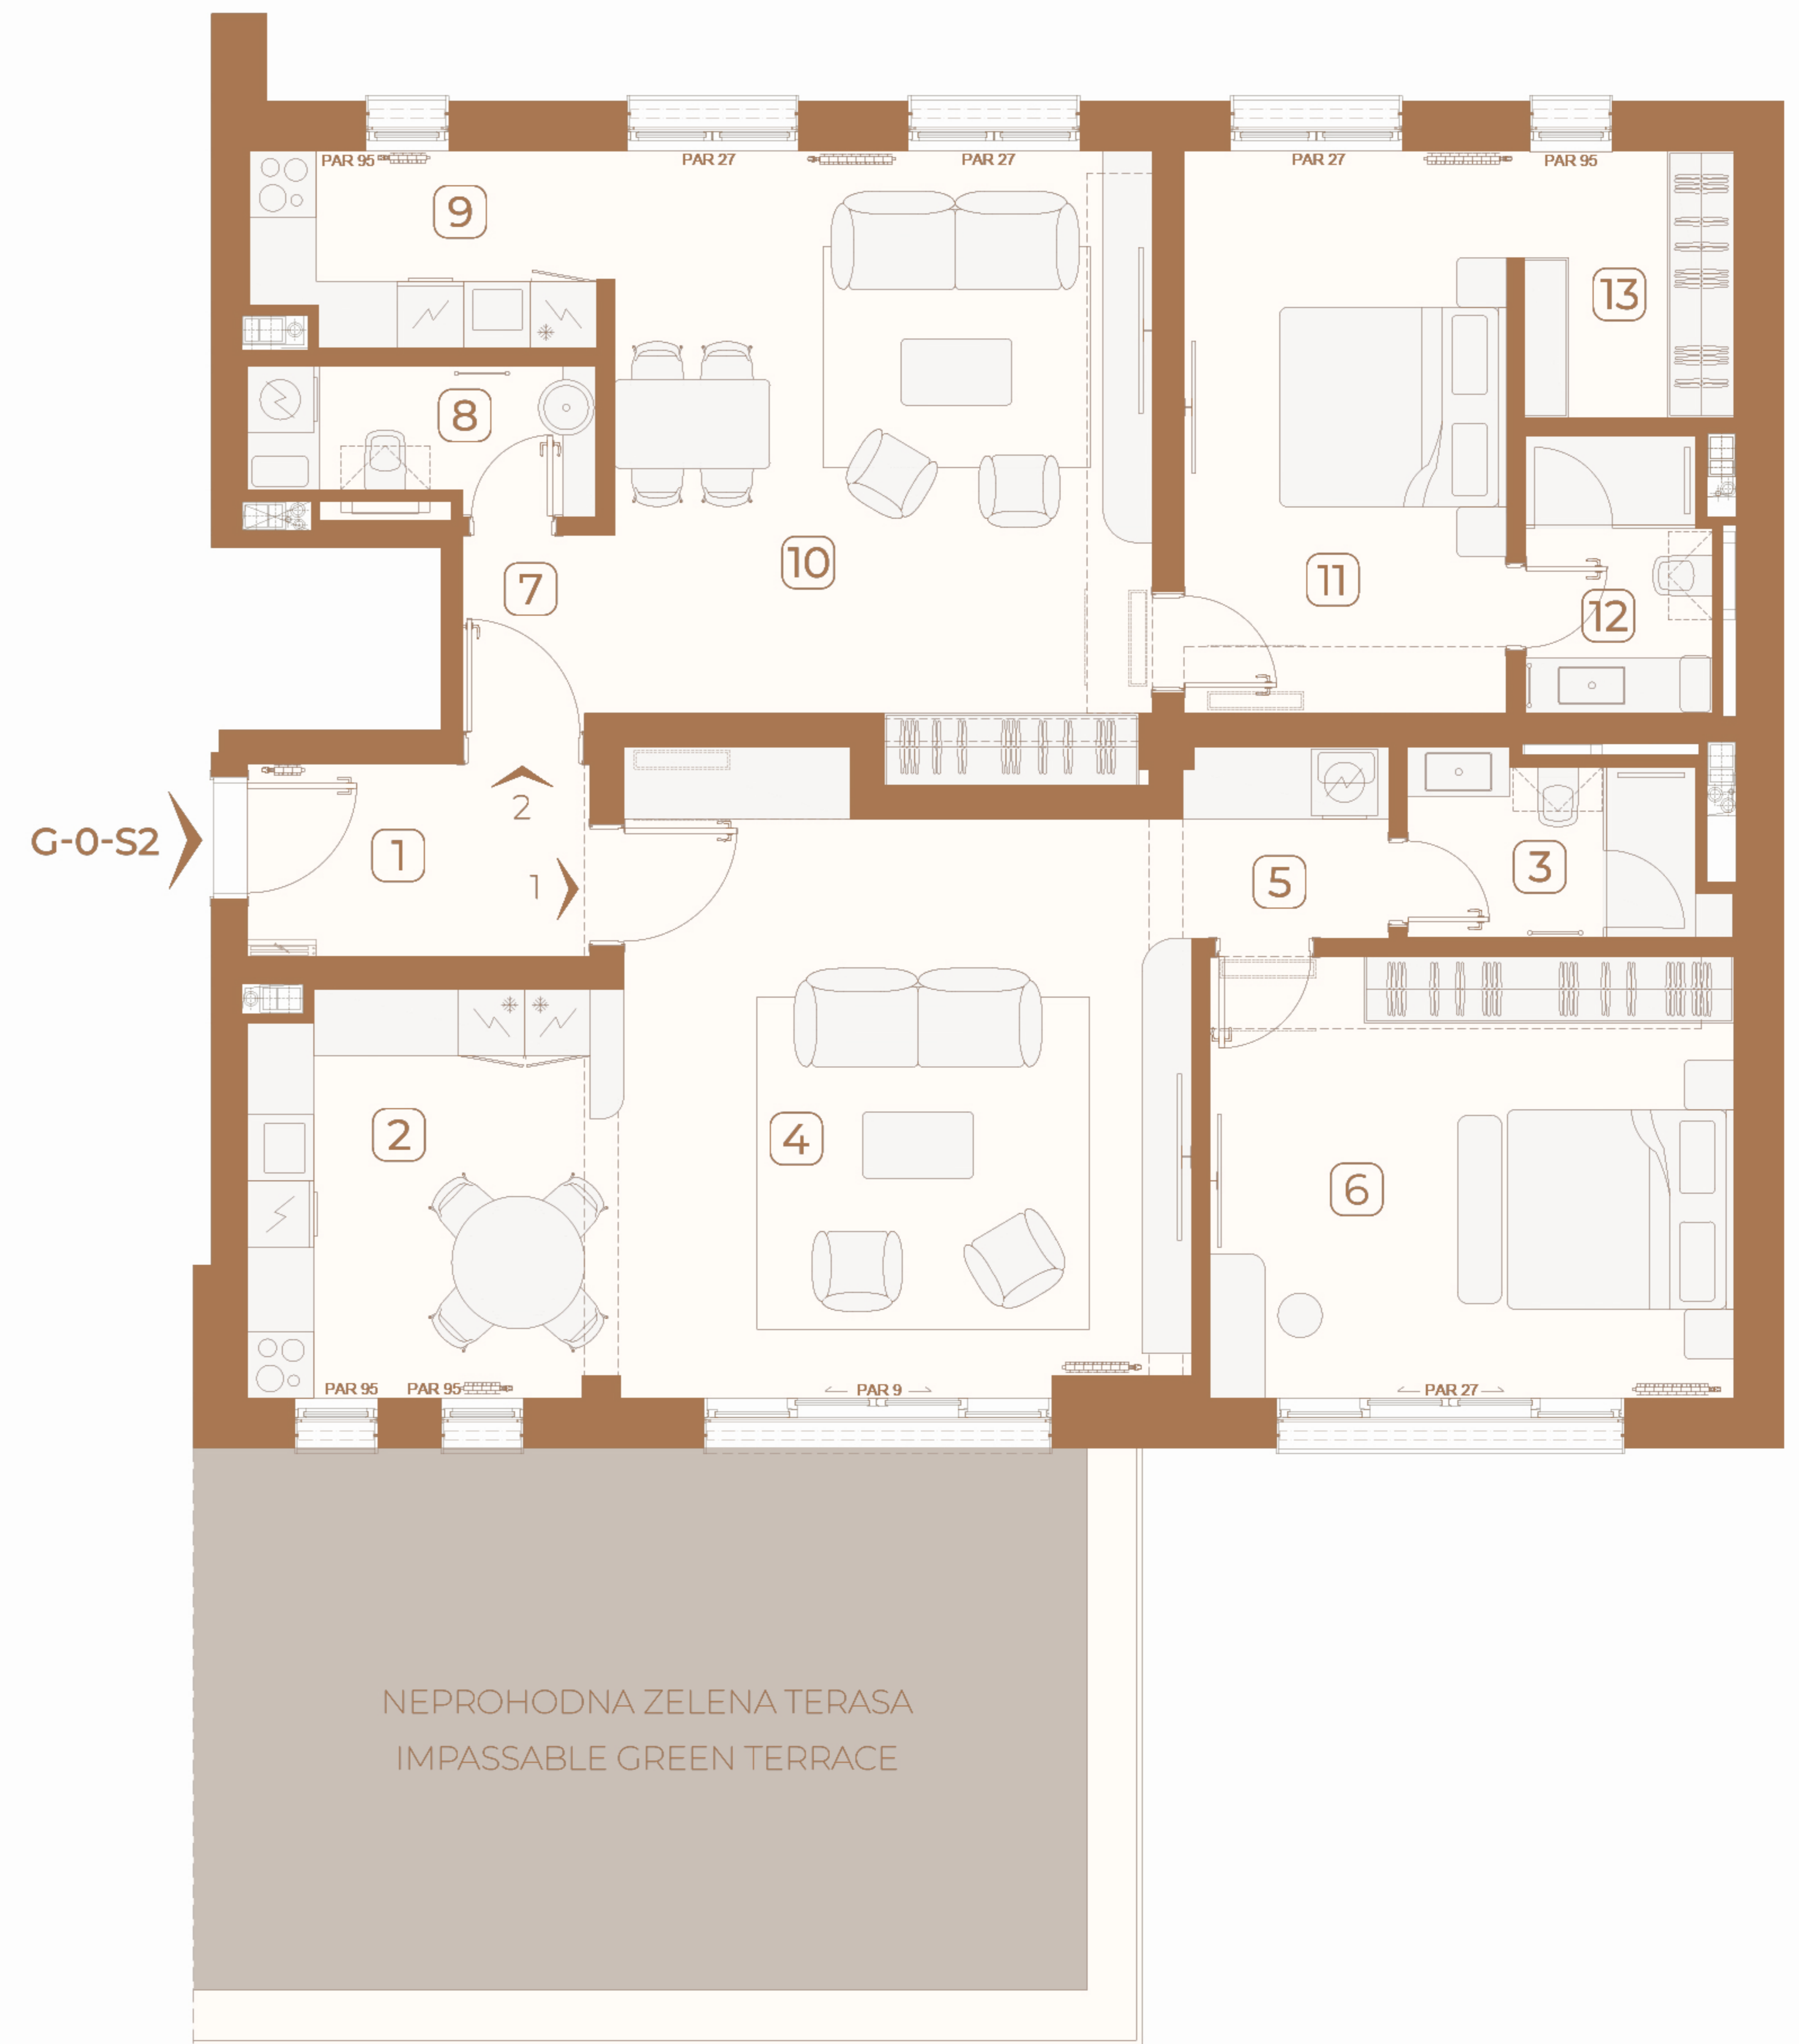 PAR 95
PAR 27
PAR 27
PAR 27
PAR 95
9
13
8
10
7
11
12
2
G-0-S2
1
1
3
5
2
4
6
PAR 95
PAR 95
PAR 9
PAR 27
NEPROHODNA ZELENA TERASA
IMPASSABLE GREEN TERRACE